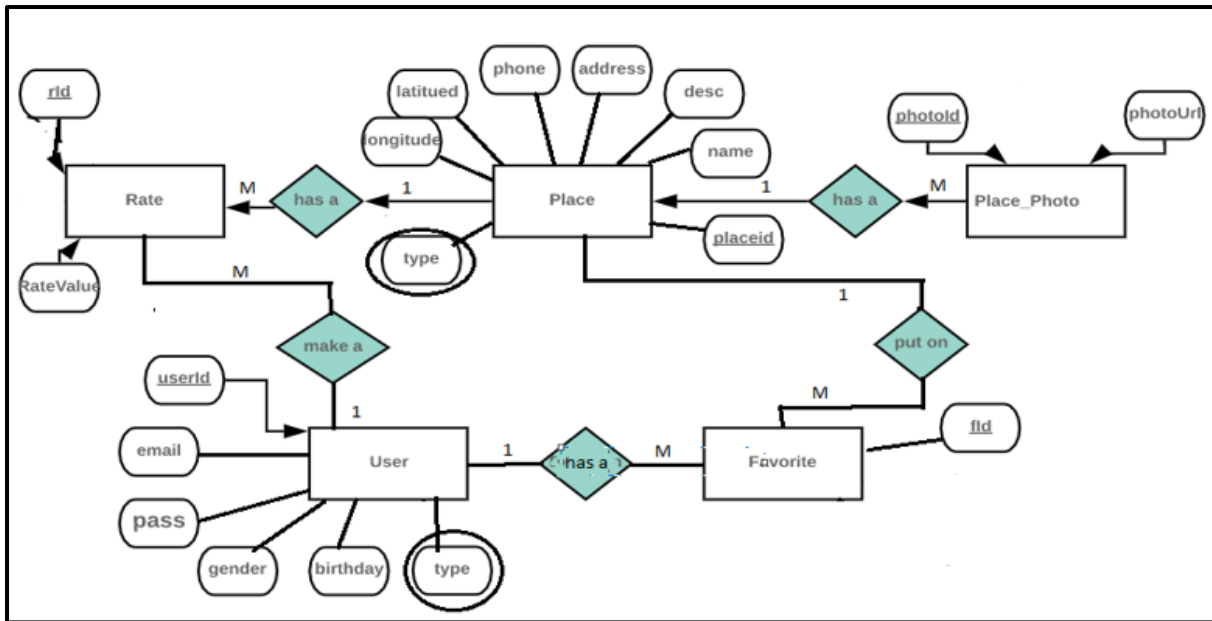 phone
address
rId
latitued
desc
photoId
photoUrl
longitude
name
Rate
M
has a
1
Place
1
has a
M
Place_Photo
type
placeid
RateValue
M
1
make a
put on
userId
M
1
fId
email
User
1
has a
M
Favorite
pass
gender
birthday
type